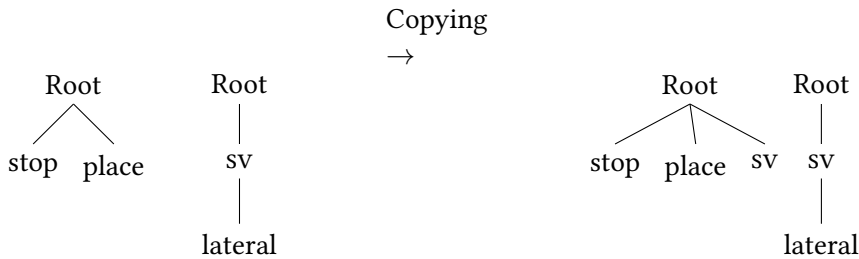 Copying
→
Root Root Root Root
stop place sv stop place sv sv
lateral lateral